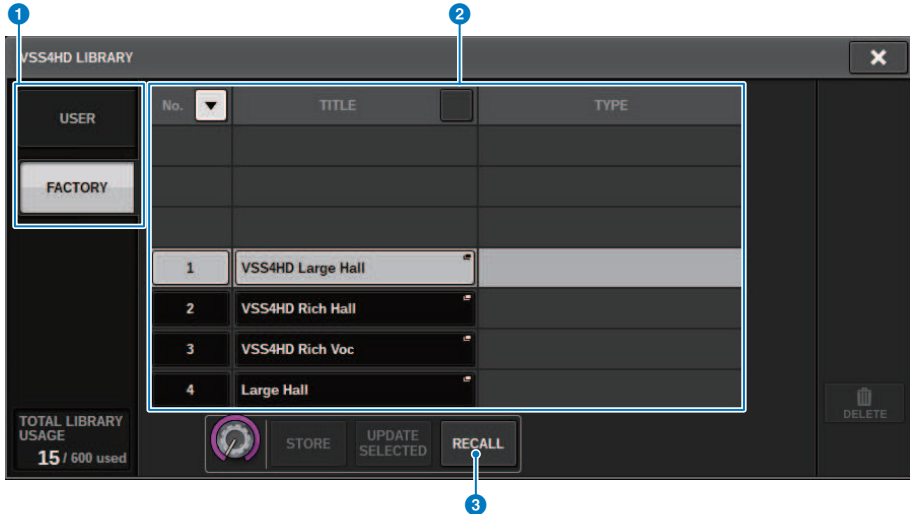 1
2
VSS4HD LIBRARY
USER
FACTORY
No.
TITLE
TYPE
1
VSS4HD Large Hall
2
VSS4HD Rich Hall
3
VSS4HD Rich Voc
4
Large Hall
TOTAL LIBRARY
USAGE
15 / 600 used
STORE
UPDATE
SELECTED
RECALL
DELETE
3